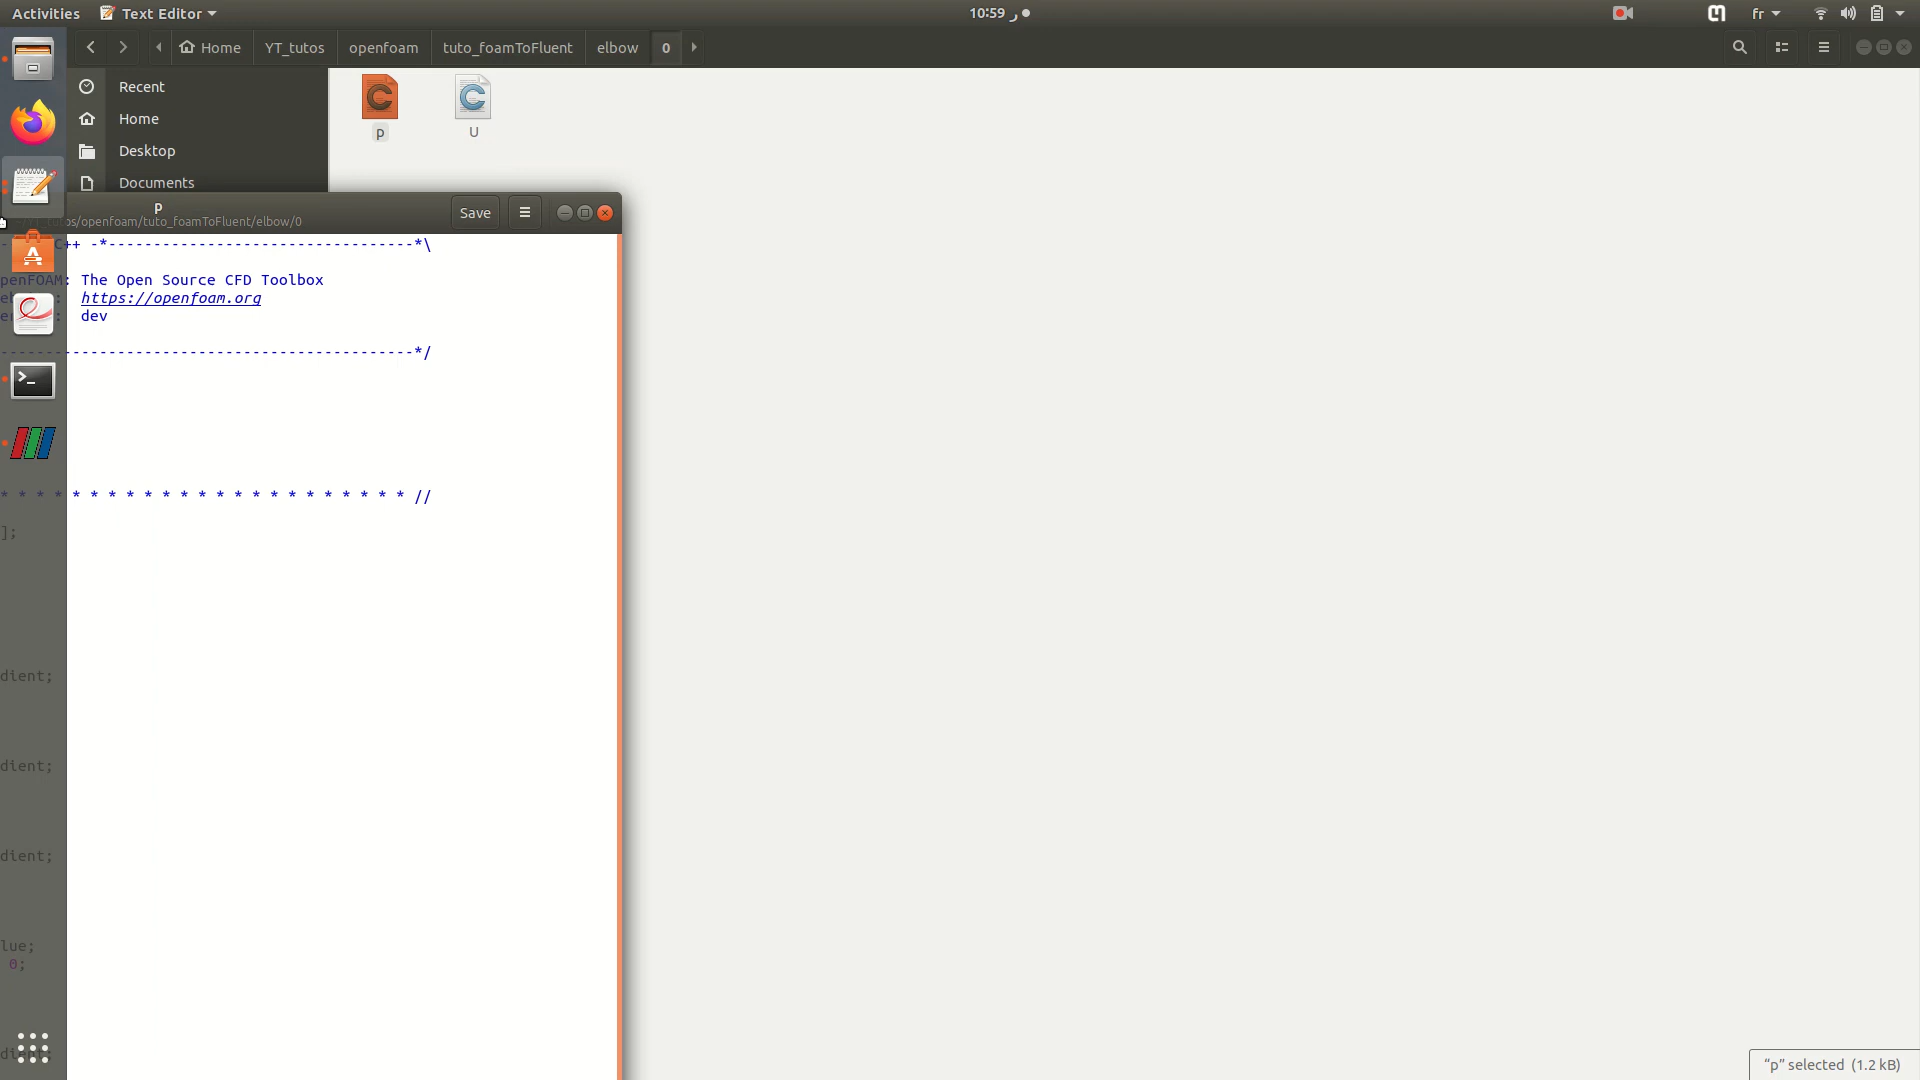 Activities
Text Editor
10:59 ر
fr
Home
YT_tutos
openfoam
tuto_foamToFluent
elbow
0
Recent
Home
Desktop
Documents
p
U
p
os/openfoam/tuto_foamToFluent/elbow/0
Save
C++ -*----------------------------------*\
penFOAM: The Open Source CFD Toolbox
https://openfoam.org
dev
-----------------------------------------------*/
* * * * * * * * * * * * * * * * * * * * * * * //
];
dient;
dient;
dient;
lue;
0;
dient;
"p" selected (1.2 kB)